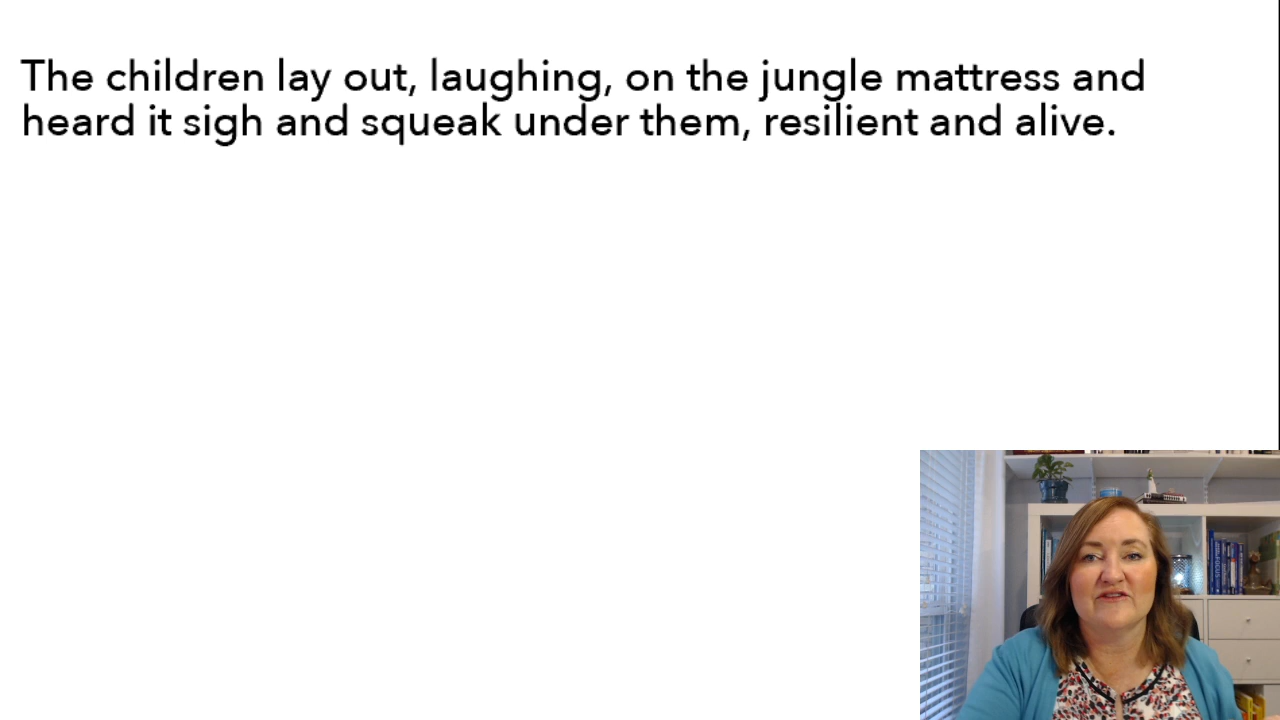 The children lay out, laughing, on the jungle mattress and
heard it sigh and squeak under them, resilient and alive.